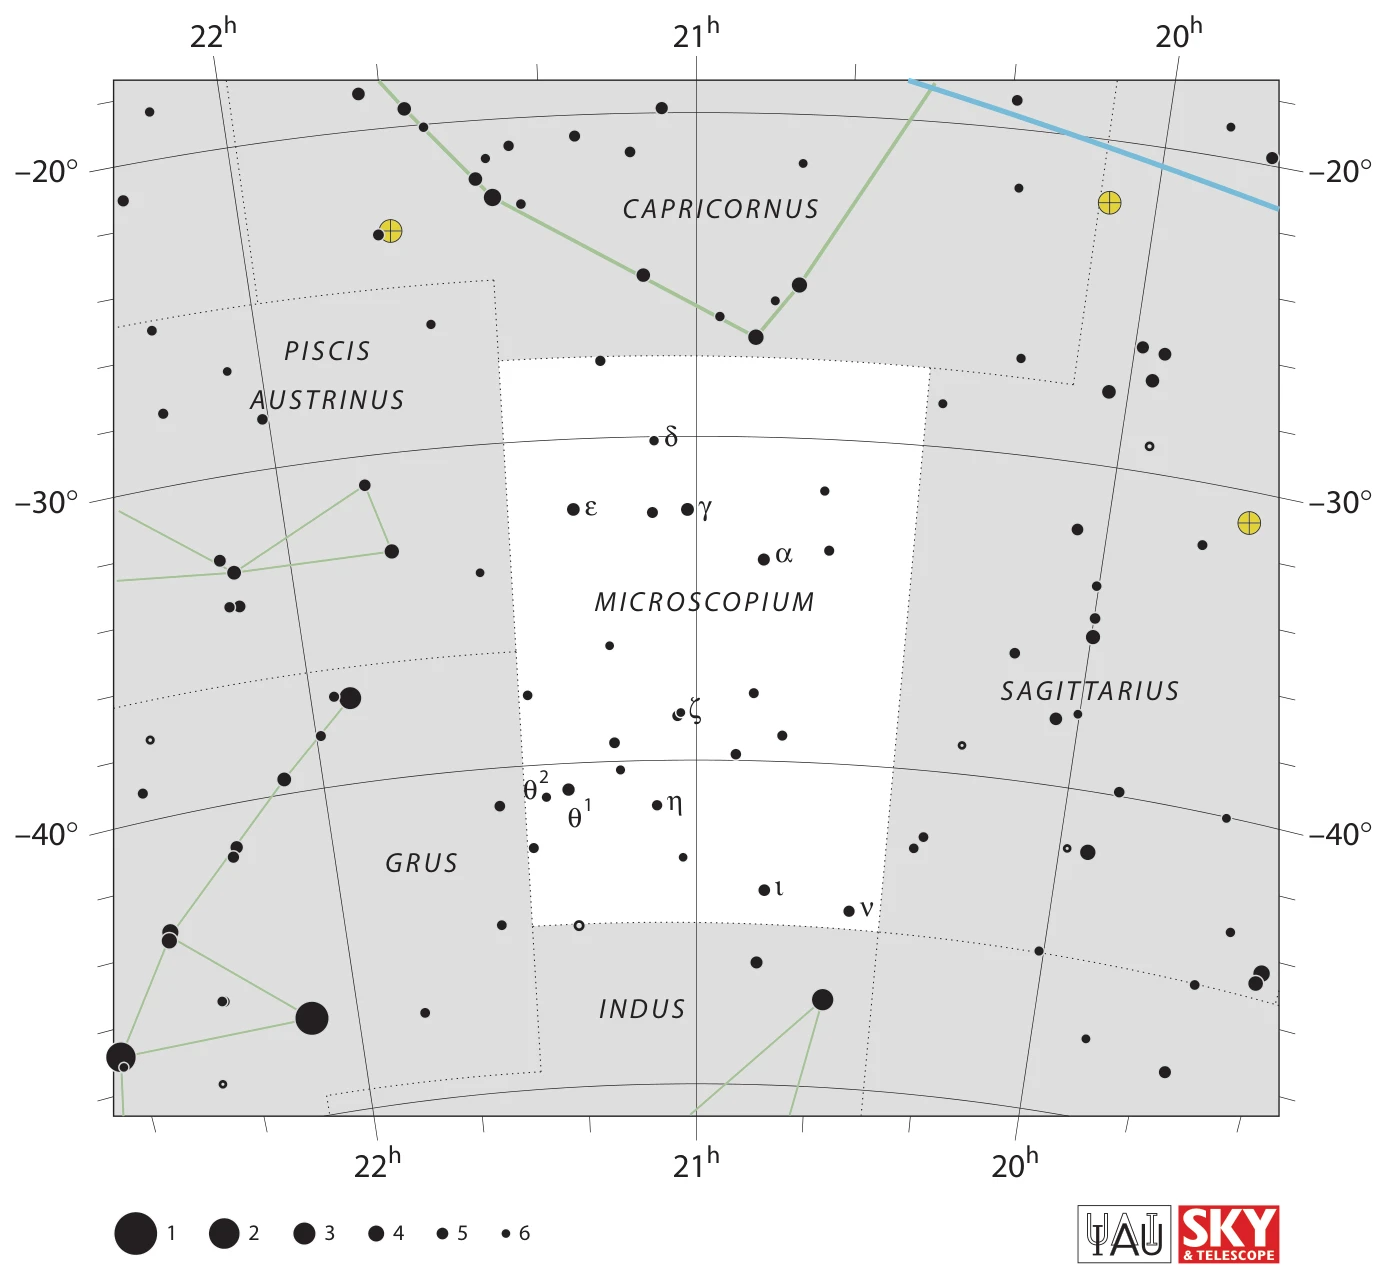 22h 21h 20h
−20° −20°
CAPRICORNUS
PISCIS
AUSTRINUS
δ
−30° −30°
ε γ
α
MICROSCOPIUM
SAGITTARIUS
ζ
θ2
θ1
η
−40° −40°
GRUS
ι
ν
INDUS
22h 21h 20h
1 2 3 4 5 6
IAU
SKY
& TELESCOPE